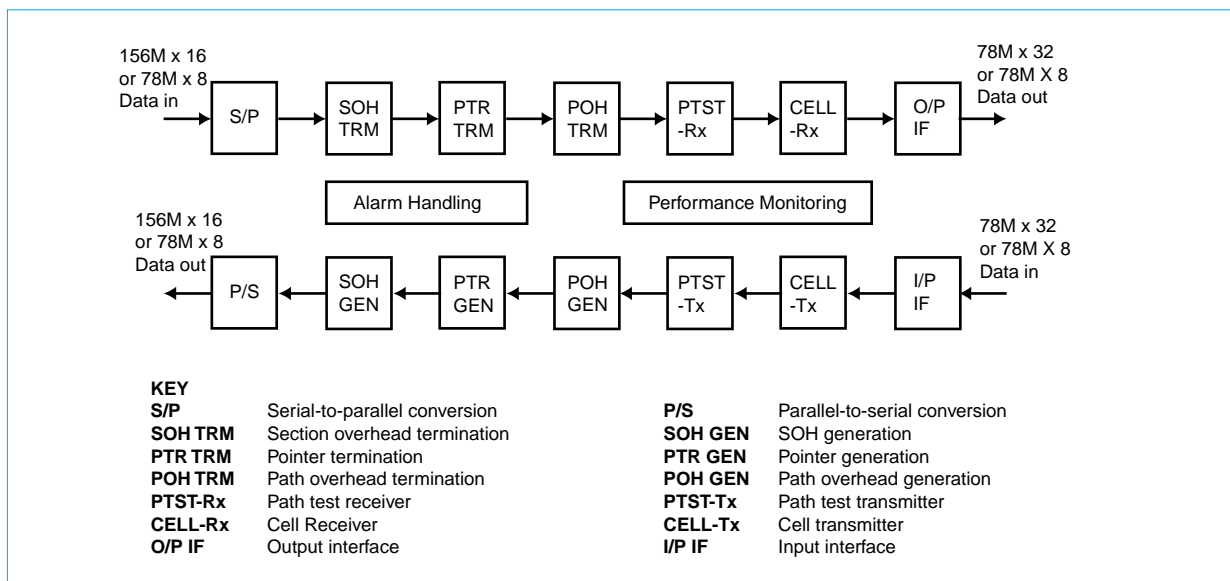 156M x 16
or 78M x 8
Data in
S/P
SOH
TRM
PTR
TRM
POH
TRM
PTST
-Rx
CELL
-Rx
O/P
IF
78M x 32
or 78M X 8
Data out
Alarm Handling
Performance Monitoring
156M x 16
or 78M x 8
Data out
P/S
SOH
GEN
PTR
GEN
POH
GEN
PTST
-Tx
CELL
-Tx
I/P
IF
78M x 32
or 78M X 8
Data in
KEY
S/P Serial-to-parallel conversion
SOH TRM Section overhead termination
PTR TRM Pointer termination
POH TRM Path overhead termination
PTST-Rx Path test receiver
CELL-Rx Cell Receiver
O/P IF Output interface
P/S Parallel-to-serial conversion
SOH GEN SOH generation
PTR GEN Pointer generation
POH GEN Path overhead generation
PTST-Tx Path test transmitter
CELL-Tx Cell transmitter
I/P IF Input interface